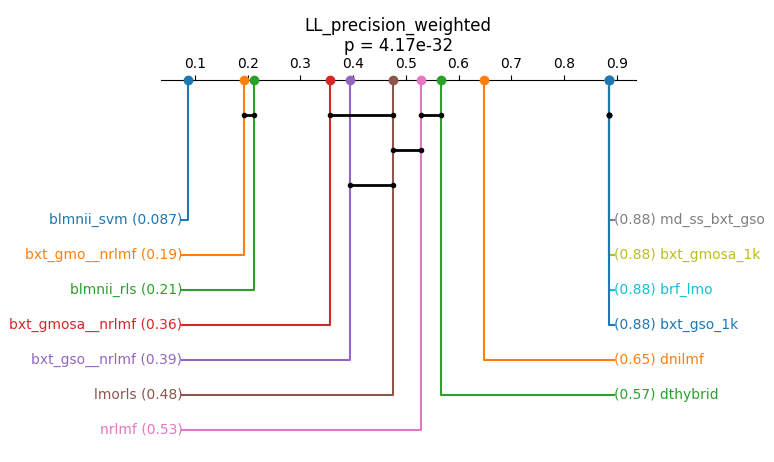 LL_precision_weighted
p = 4.17e-32
0.1 0.2 0.3 0.4 0.5 0.6 0.7 0.8 0.9
blmnii_svm (0.087) (0.88) md_ss_bxt_gso
bxt_gmo__nrlmf (0.19) (0.88) bxt_gmosa_1k
blmnii_rls (0.21) (0.88) brf_lmo
bxt_gmosa__nrlmf (0.36) (0.88) bxt_gso_1k
bxt_gso__nrlmf (0.39) (0.65) dnilmf
lmorls (0.48) (0.57) dthybrid
nrlmf (0.53)